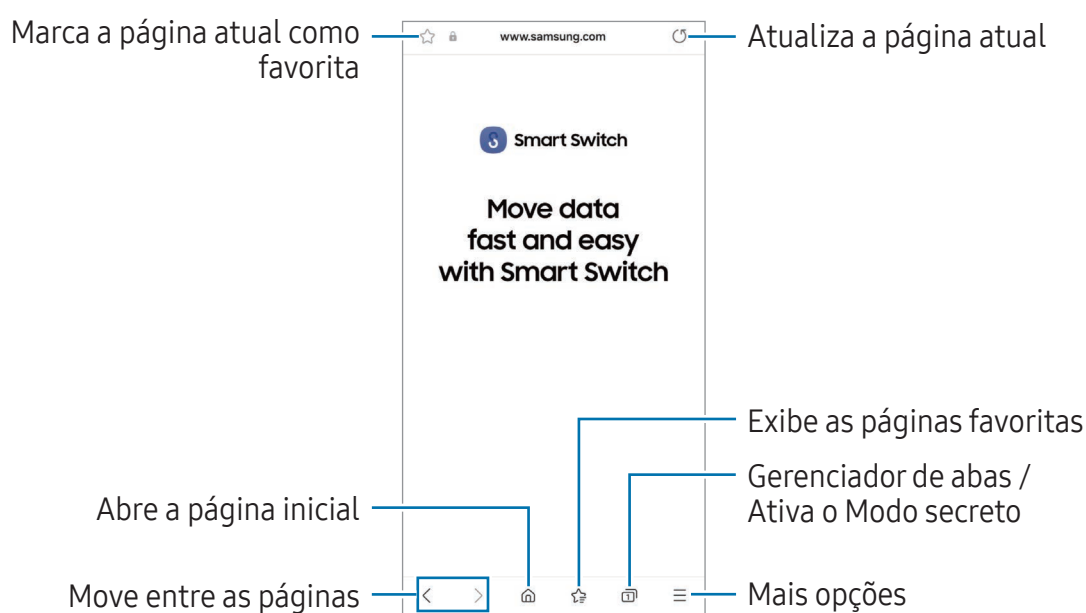 Marca a página atual como
favorita
www.samsung.com
Atualiza a página atual
Smart Switch
Move data
fast and easy
with Smart Switch
Exibe as páginas favoritas
Gerenciador de abas /
Ativa o Modo secreto
Abre a página inicial
Move entre as páginas
1
Mais opções